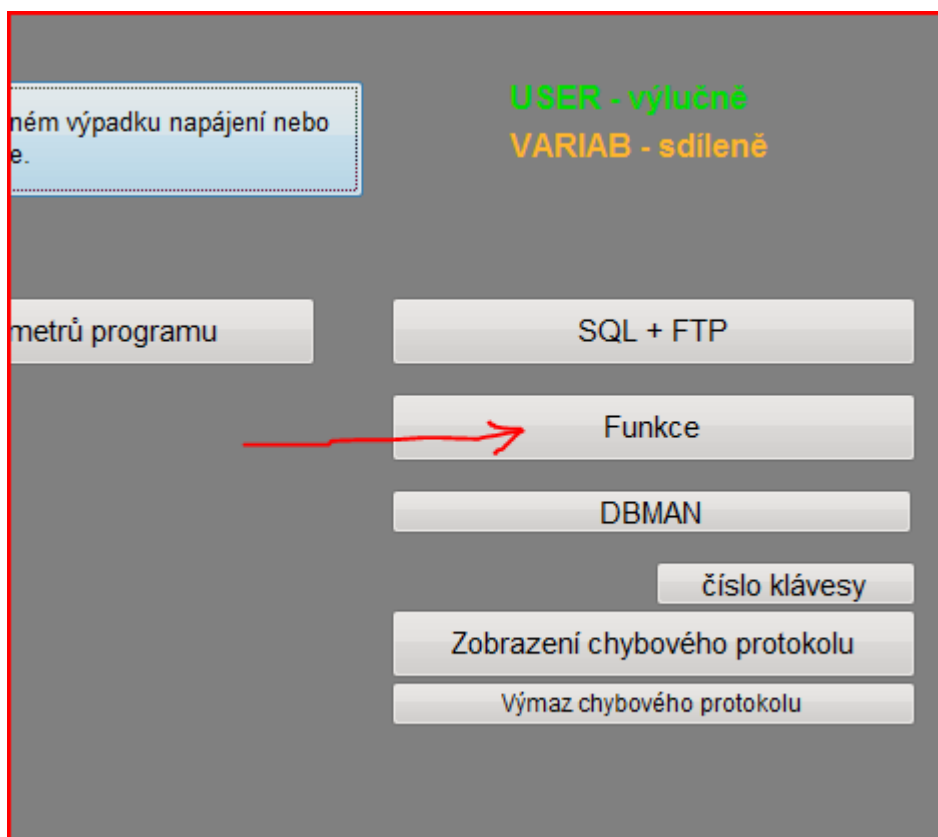 ném výpadku napájení nebo
e.
USER - výlučně
VARIAB - sdíleně
metrů programu
SQL + FTP
Funkce
DBMAN
číslo klávesy
Zobrazení chybového protokolu
Výmaz chybového protokolu